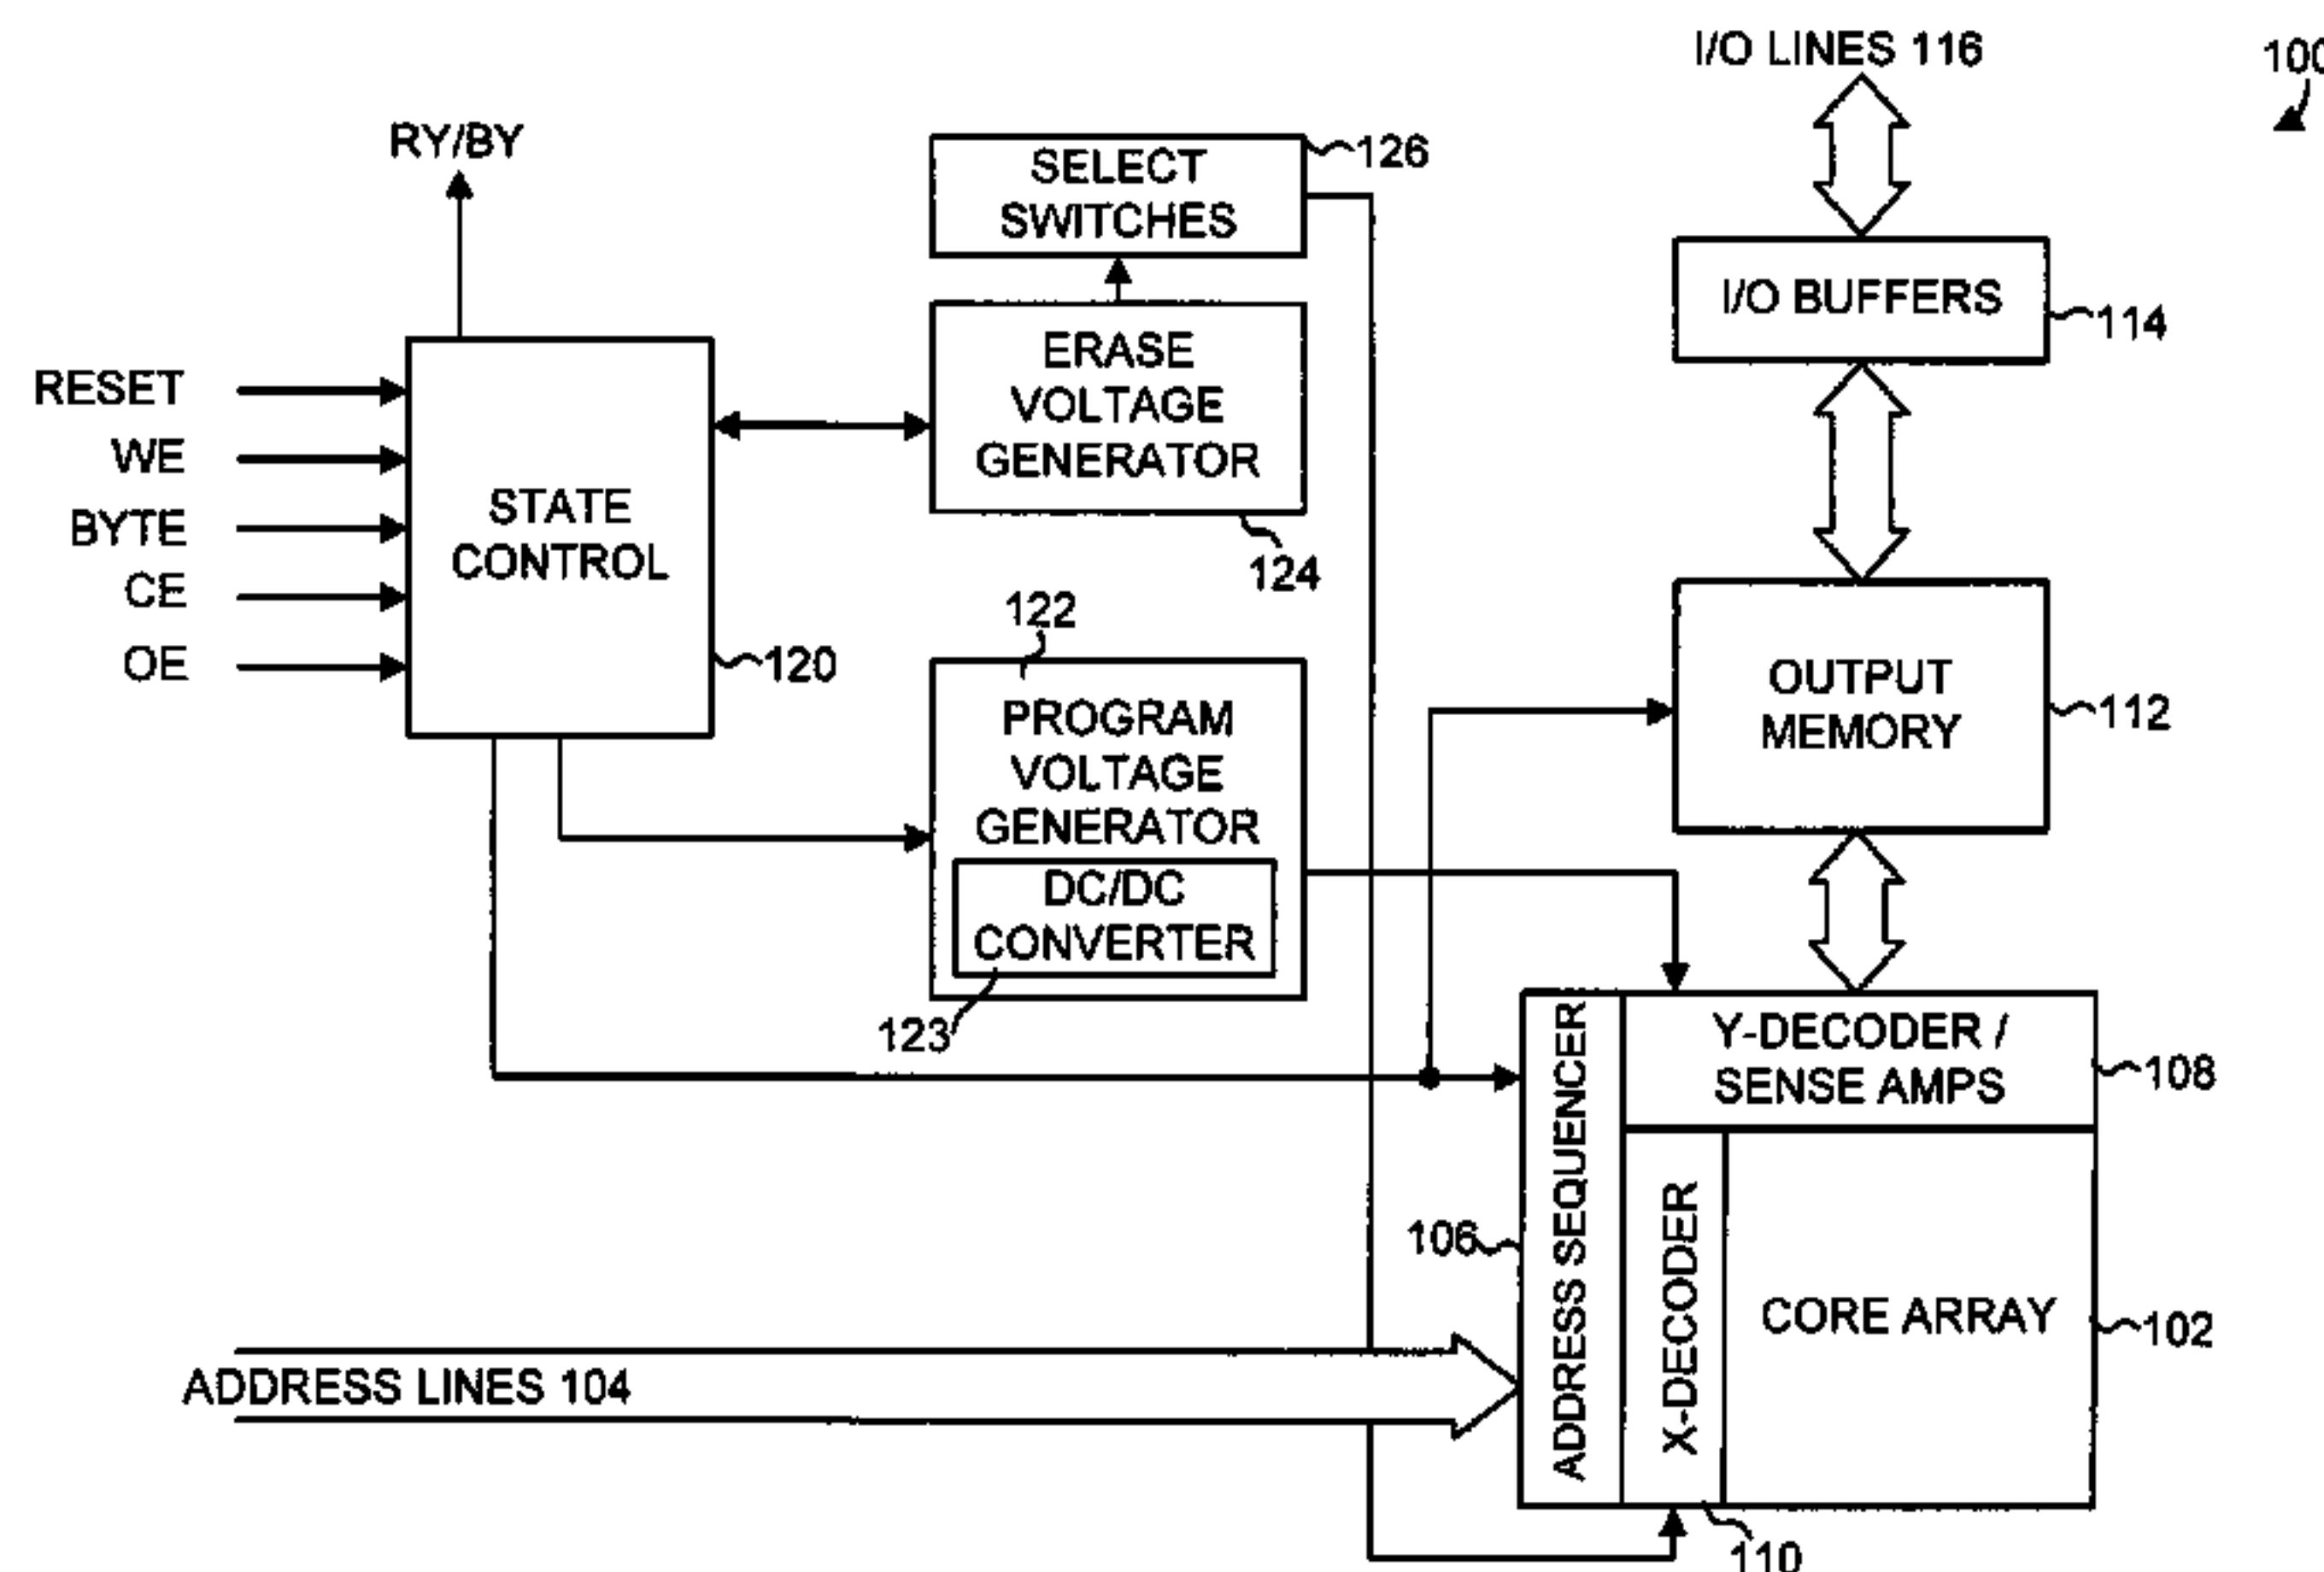 I/O LINES 116
100
RY/BY
SELECT
SWITCHES
126
I/O BUFFERS
114
RESET
WE
BYTE
CE
OE
STATE
CONTROL
120
ERASE
VOLTAGE
GENERATOR
124
122
PROGRAM
VOLTAGE
GENERATOR
DC/DC
CONVERTER
123
OUTPUT
MEMORY
112
Y-DECODER /
SENSE AMPS
108
ADDRESS SEQUENCER
106
X-DECODER
CORE ARRAY
102
ADDRESS LINES 104
110